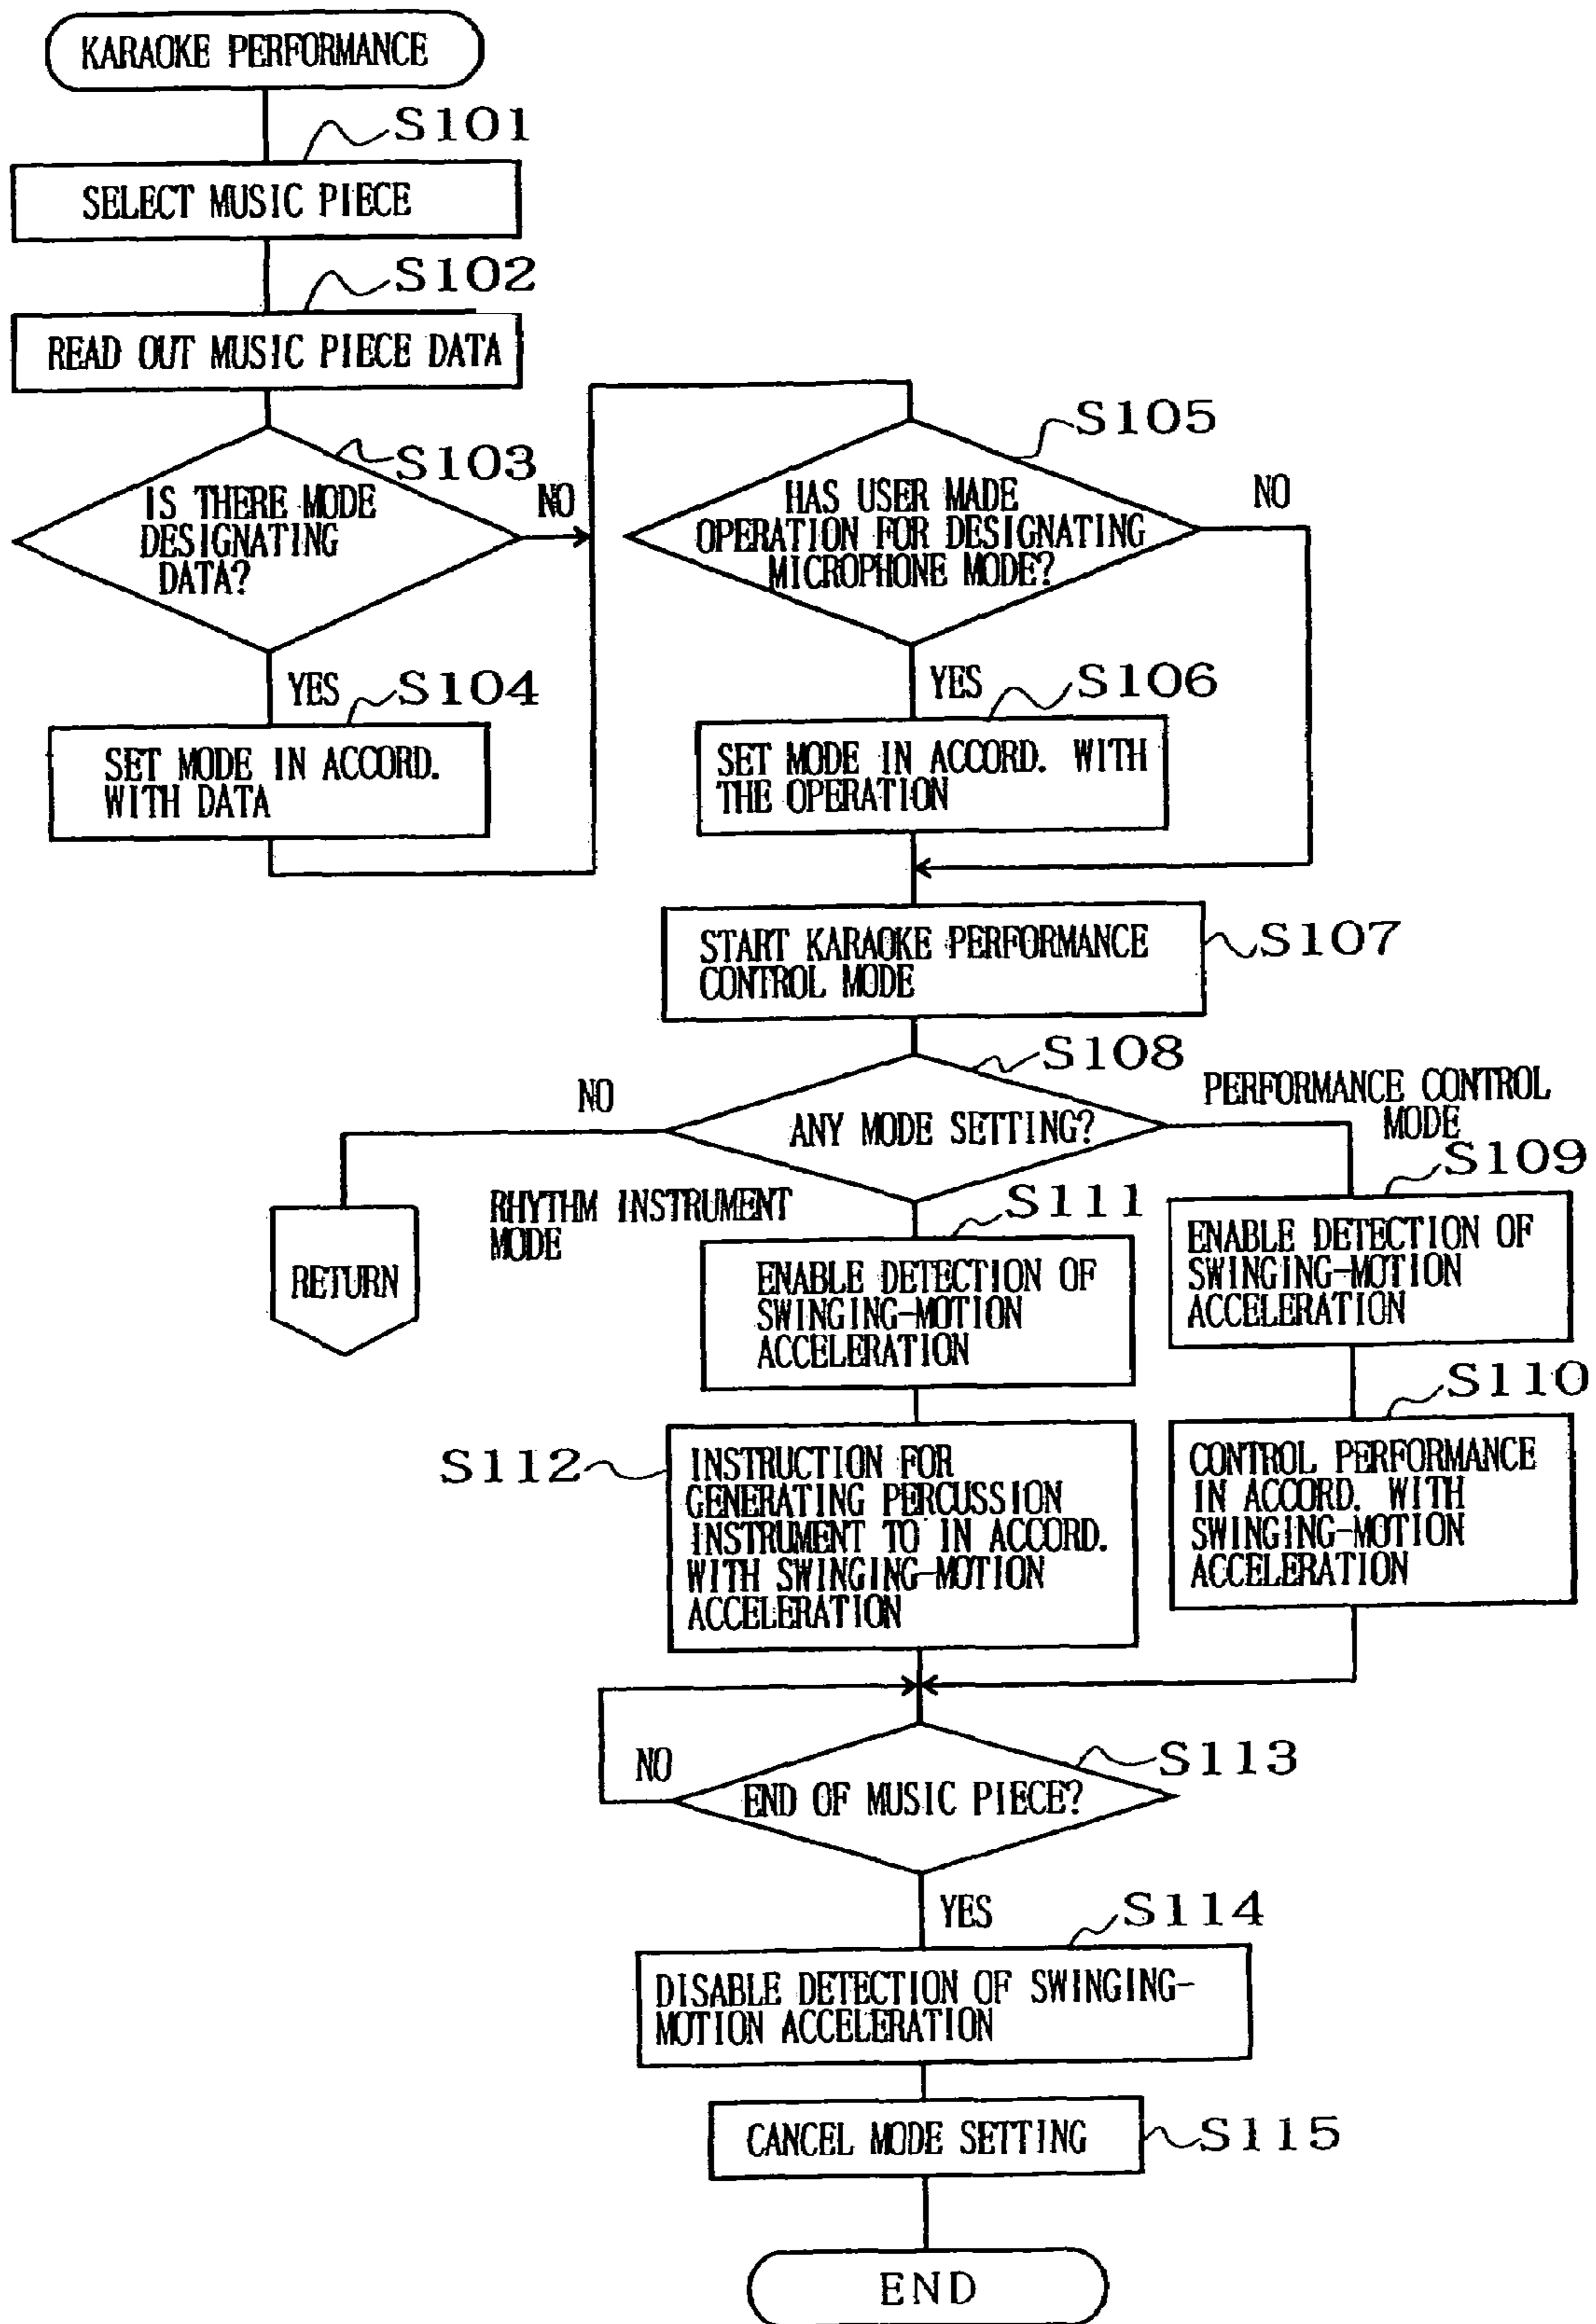 KARAOKE PERFORMANCE
S101
SELECT MUSIC PIECE
S102
READ OUT MUSIC PIECE DATA
S103
IS THERE MODE
DESIGNATING
DATA?
NO
YES
S104
SET MODE IN ACCORD.
WITH DATA
S105
HAS USER MADE
OPERATION FOR DESIGNATING
MICROPHONE MODE?
NO
YES
S106
SET MODE IN ACCORD. WITH
THE OPERATION
START KARAOKE PERFORMANCE
CONTROL MODE
S107
S108
ANY MODE SETTING?
NO
RETURN
PERFORMANCE CONTROL
MODE
S109
ENABLE DETECTION OF
SWINGING-MOTION
ACCELERATION
S110
CONTROL PERFORMANCE
IN ACCORD. WITH
SWINGING-MOTION
ACCELERATION
RHYTHM INSTRUMENT
MODE
S111
ENABLE DETECTION OF
SWINGING-MOTION
ACCELERATION
S112
INSTRUCTION FOR
GENERATING PERCUSSION
INSTRUMENT TO IN ACCORD.
WITH SWINGING-MOTION
ACCELERATION
S113
END OF MUSIC PIECE?
NO
YES
S114
DISABLE DETECTION OF SWINGING-
MOTION ACCELERATION
CANCEL MODE SETTING
S115
END